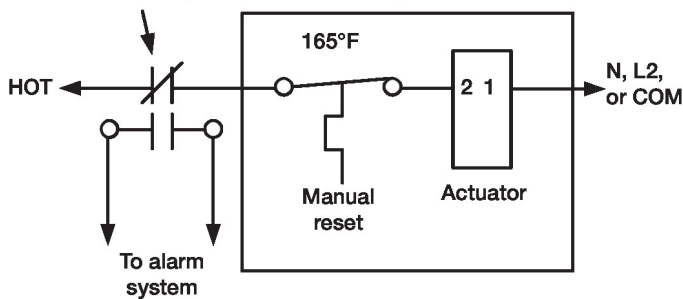 165°F
HOT
2 1
N, L2,
or COM
Manual
reset
Actuator
To alarm
system